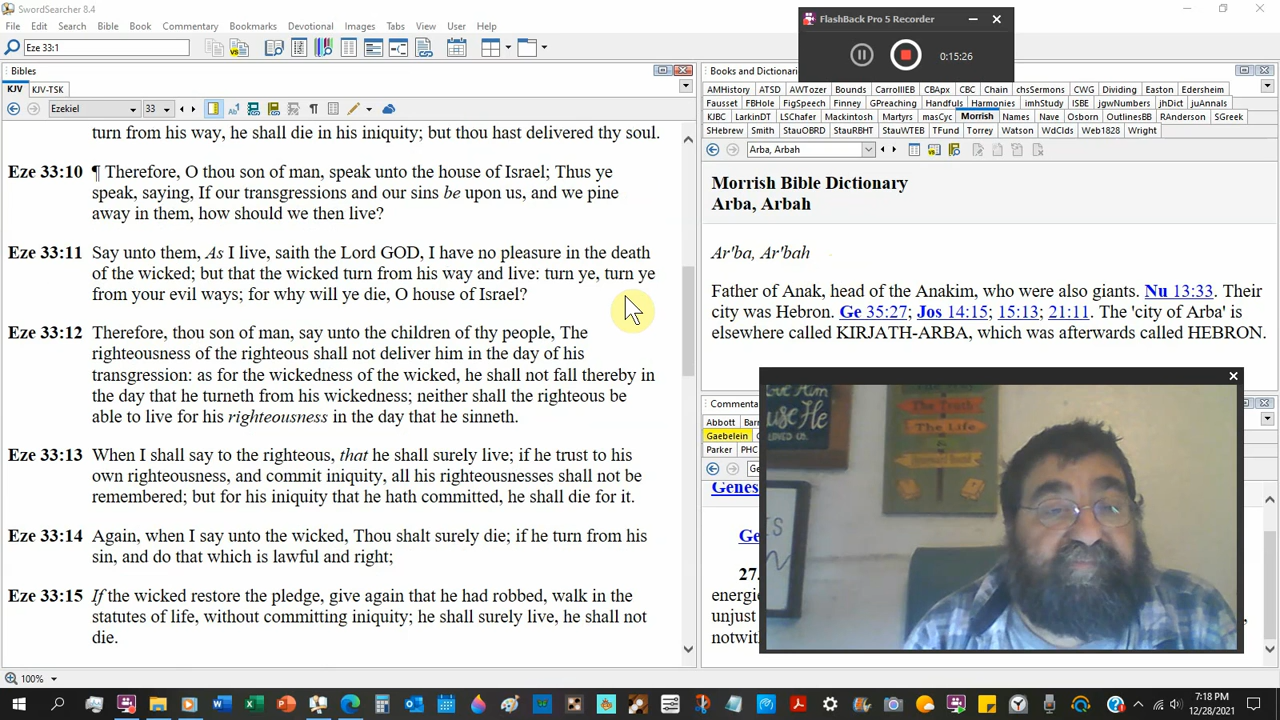 SwordSearcher 8.4
File Edit Search Bible Book Commentary Bookmarks Devotional Images Tabs View User Help
Eze 33:1
FlashBack Pro 5 Recorder
0:15:26
Bibles
KJV KJV-TSK
Ezekiel 33
turn from his way, he shall die in his iniquity; but thou hast delivered thy soul.
Eze 33:10 ¶ Therefore, O thou son of man, speak unto the house of Israel; Thus ye
speak, saying, If our transgressions and our sins be upon us, and we pine
away in them, how should we then live?
Eze 33:11 Say unto them, As I live, saith the Lord GOD, I have no pleasure in the death
of the wicked; but that the wicked turn from his way and live: turn ye, turn ye
from your evil ways; for why will ye die, O house of Israel?
Eze 33:12 Therefore, thou son of man, say unto the children of thy people, The
righteousness of the righteous shall not deliver him in the day of his
transgression: as for the wickedness of the wicked, he shall not fall thereby in
the day that he turneth from his wickedness; neither shall the righteous be
able to live for his righteousness in the day that he sinneth.
Eze 33:13 When I shall say to the righteous, that he shall surely live; if he trust to his
own righteousness, and commit iniquity, all his righteousnesses shall not be
remembered; but for his iniquity that he hath committed, he shall die for it.
Eze 33:14 Again, when I say unto the wicked, Thou shalt surely die; if he turn from his
sin, and do that which is lawful and right;
Eze 33:15 If the wicked restore the pledge, give again that he had robbed, walk in the
statutes of life, without committing iniquity; he shall surely live, he shall not
die.
100%
Books and Dictionari
AMHistory ATSD AWTozer Bounds CarrollEIB CBApx CBC Chain chsSermons CWG Dividing Easton Edersheim
Fausset FBHole FigSpeech Finney GPreaching Handfuls Harmonies imhStudy ISBE jgwNumbers jhDict juAnnals
KJBC LarkinDT LSChafer Mackintosh Martyrs masCyc Morrish Names Nave Osborn OutlinesBB RAnderson SGreek
SHebrew Smith StauOBRD StauRBHT StauWTEB TFund Torrey Watson WdClds Web1828 Wright
Arba, Arbah
Morrish Bible Dictionary
Arba, Arbah
Ar'ba, Ar'bah
Father of Anak, head of the Anakim, who were also giants. Nu 13:33. Their
city was Hebron. Ge 35:27; Jos 14:15; 15:13; 21:11. The 'city of Arba' is
elsewhere called KIRJATH-ARBA, which was afterwards called HEBRON.
Commenta
Abbott Bar
Gaebelein
Parker PHC
Ge
Genes
Ge
27.
energie
unjust
notwit
use He
LOVED US.
The Truth
The Life
7:18 PM
12/28/2021